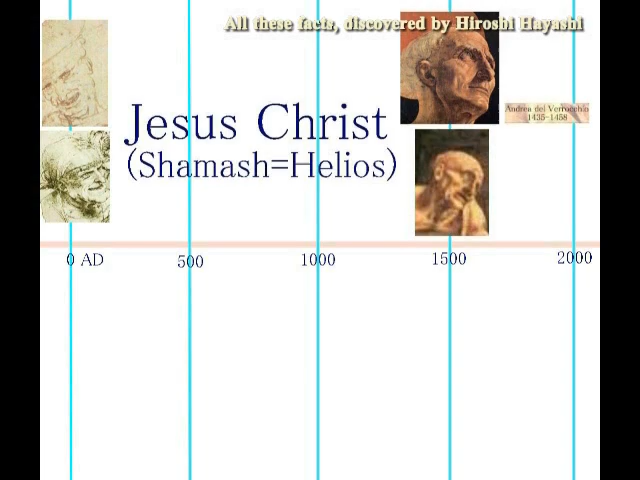 All these facts, discovered by Hiroshi Hayashi
Andrea del Verrocchio
1435-1458
Jesus Christ
(Shamash=Helios)
0 AD
500
1000
1500
2000